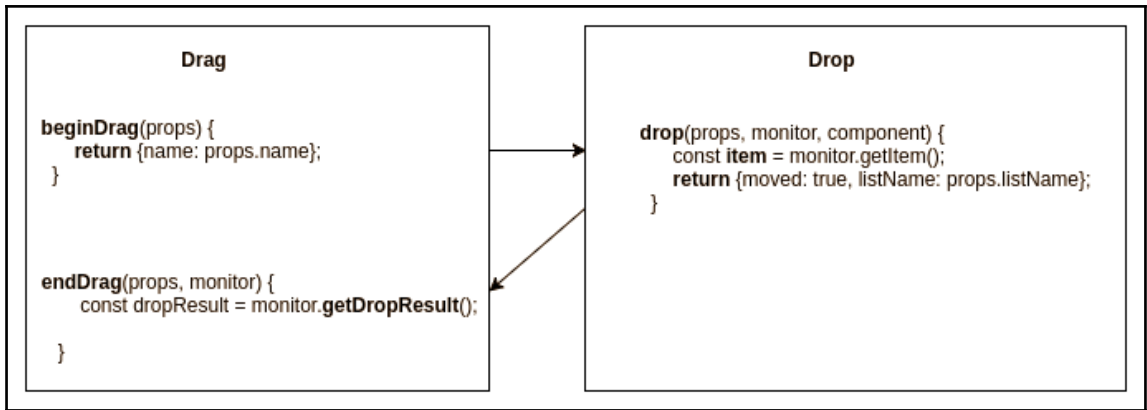 Drag
beginDrag(props) {
return {name: props.name};
}
endDrag(props, monitor) {
const dropResult = monitor.getDropResult();
}
Drop
drop(props, monitor, component) {
const item = monitor.getItem();
return {moved: true, listName: props.listName};
}